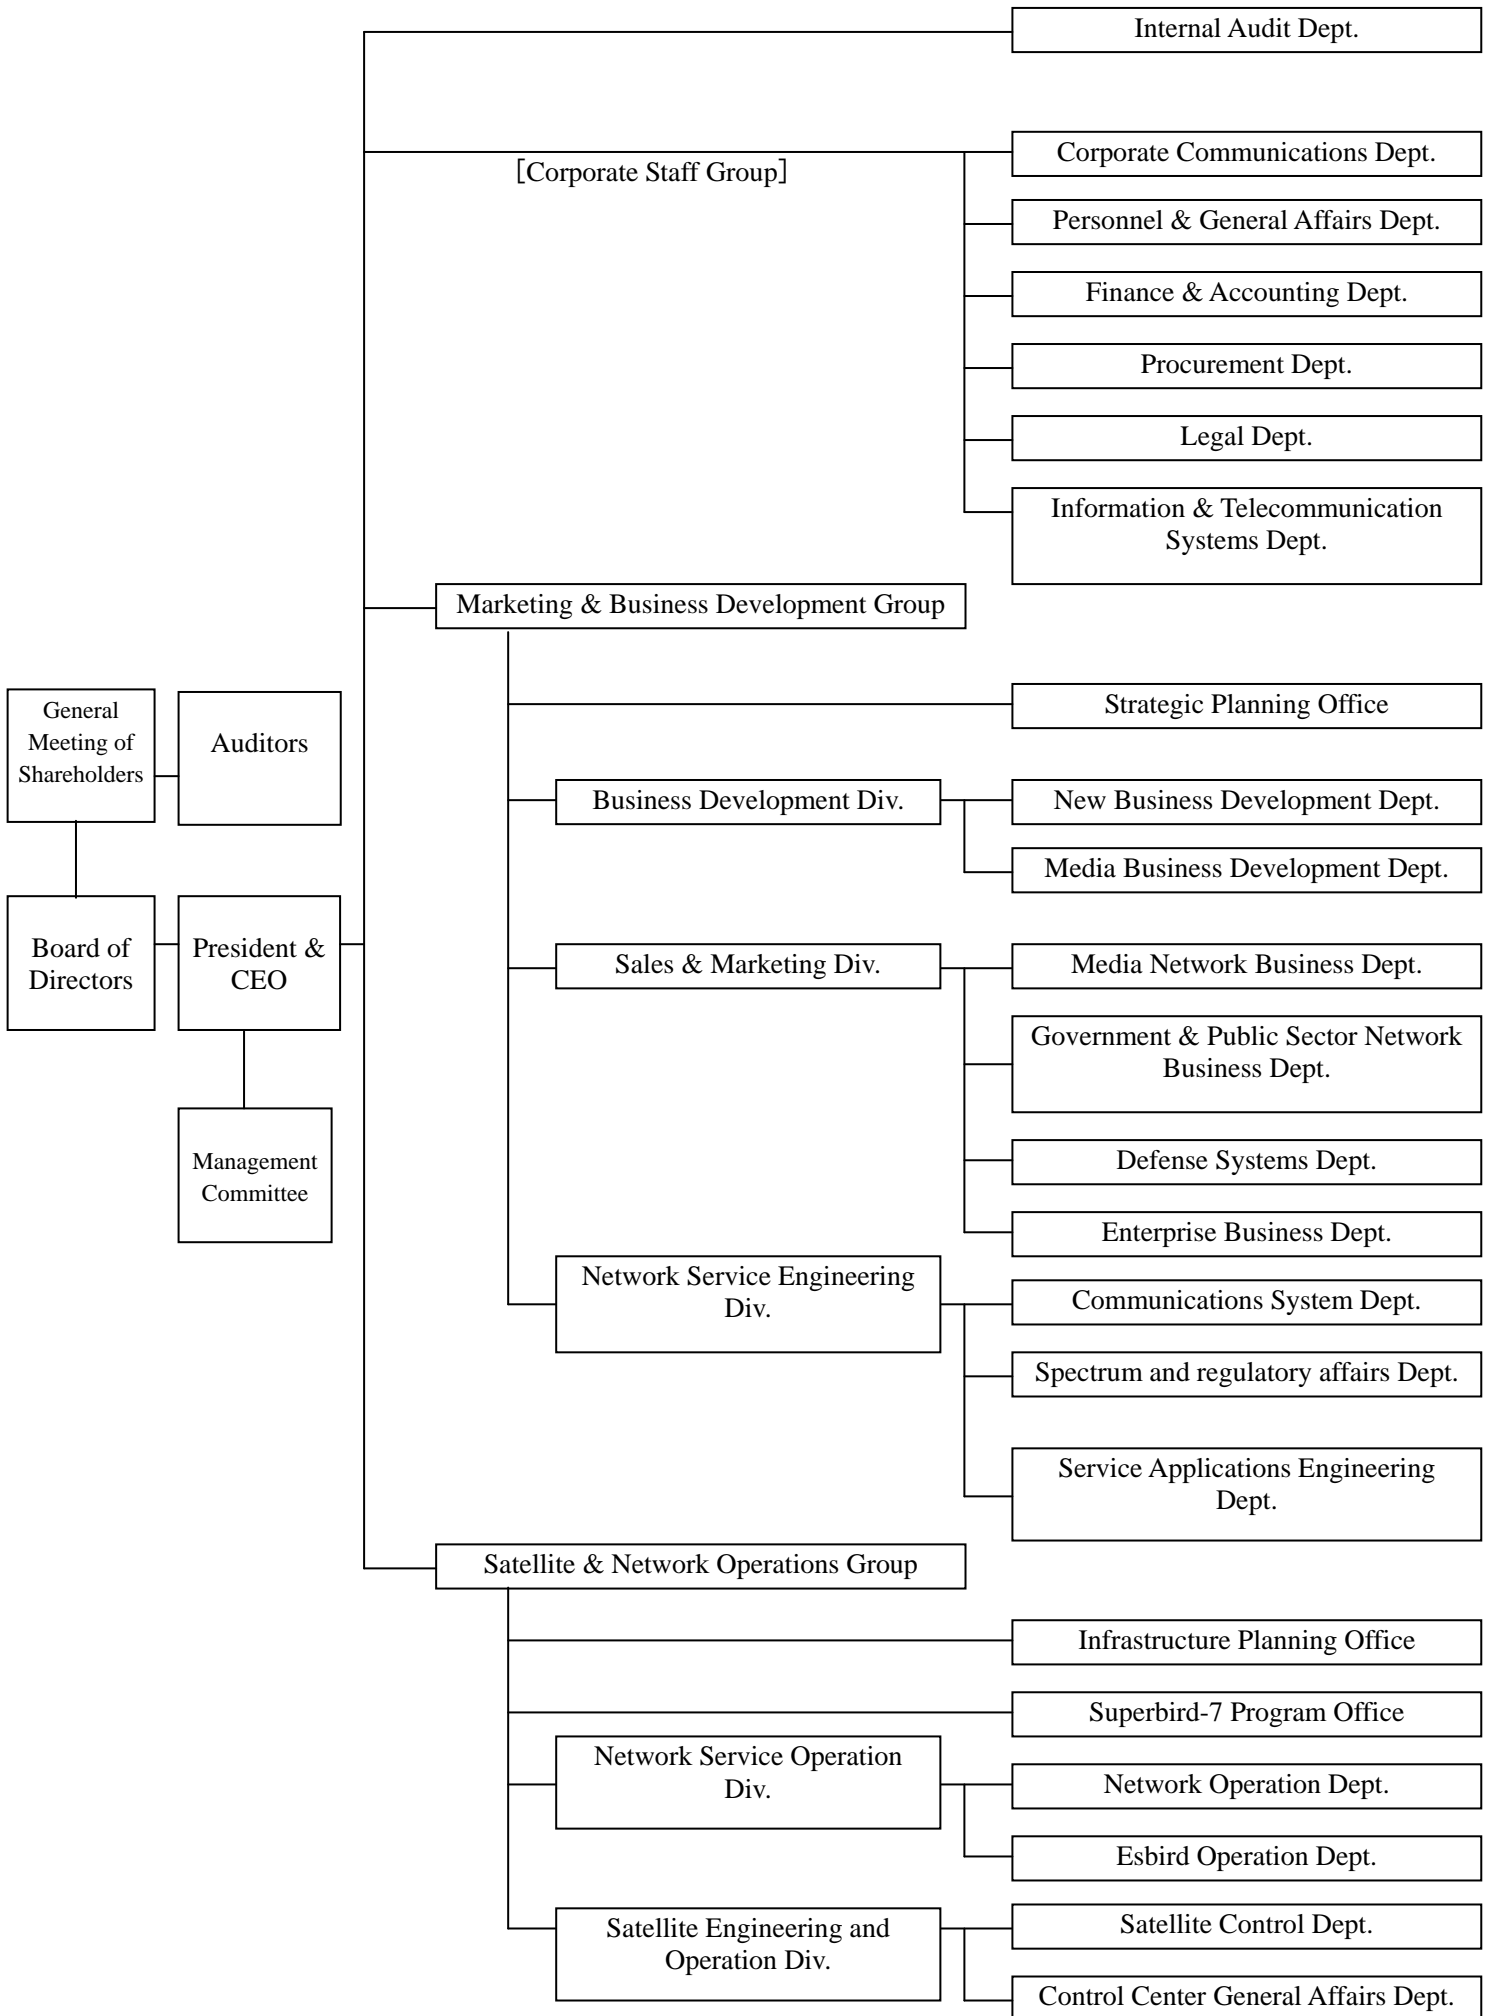 Internal Audit Dept.
Corporate Communications Dept.
[Corporate Staff Group]
Personnel & General Affairs Dept.
Finance & Accounting Dept.
Procurement Dept.
Legal Dept.
Information & Telecommunication
Systems Dept.
Marketing & Business Development Group
Strategic Planning Office
General
Meeting of
Shareholders
Auditors
Business Development Div.
New Business Development Dept.
Media Business Development Dept.
Board of
Directors
President &
CEO
Sales & Marketing Div.
Media Network Business Dept.
Government & Public Sector Network
Business Dept.
Management
Committee
Defense Systems Dept.
Enterprise Business Dept.
Network Service Engineering
Div.
Communications System Dept.
Spectrum and regulatory affairs Dept.
Service Applications Engineering
Dept.
Satellite & Network Operations Group
Infrastructure Planning Office
Superbird-7 Program Office
Network Service Operation
Div.
Network Operation Dept.
Esbird Operation Dept.
Satellite Engineering and
Operation Div.
Satellite Control Dept.
Control Center General Affairs Dept.